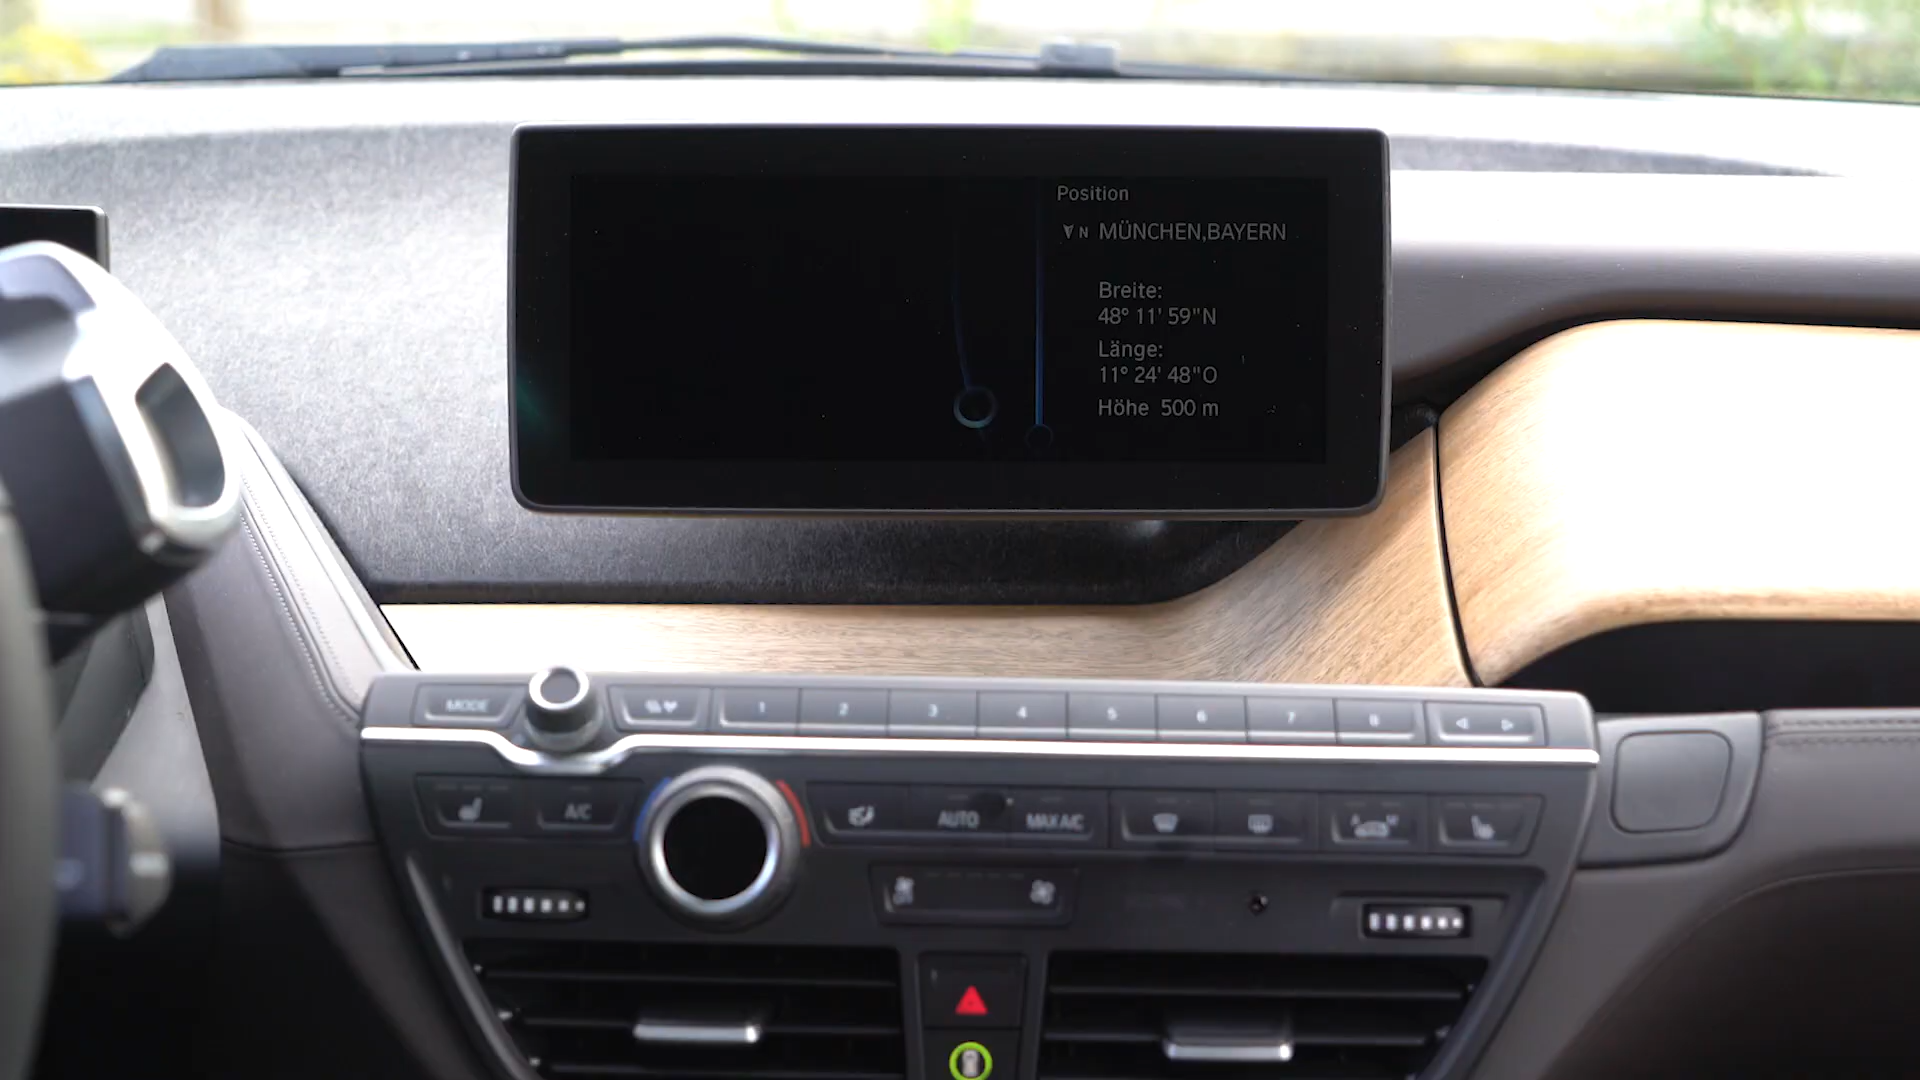 Position
N MÜNCHEN,BAYERN
Breite:
48° 11' 59"N
Länge:
11° 24' 48"O
Höhe 500 m
MODE
1 2 3 4 5 6 7 8
A/C
AUTO
MAX A/C
A M